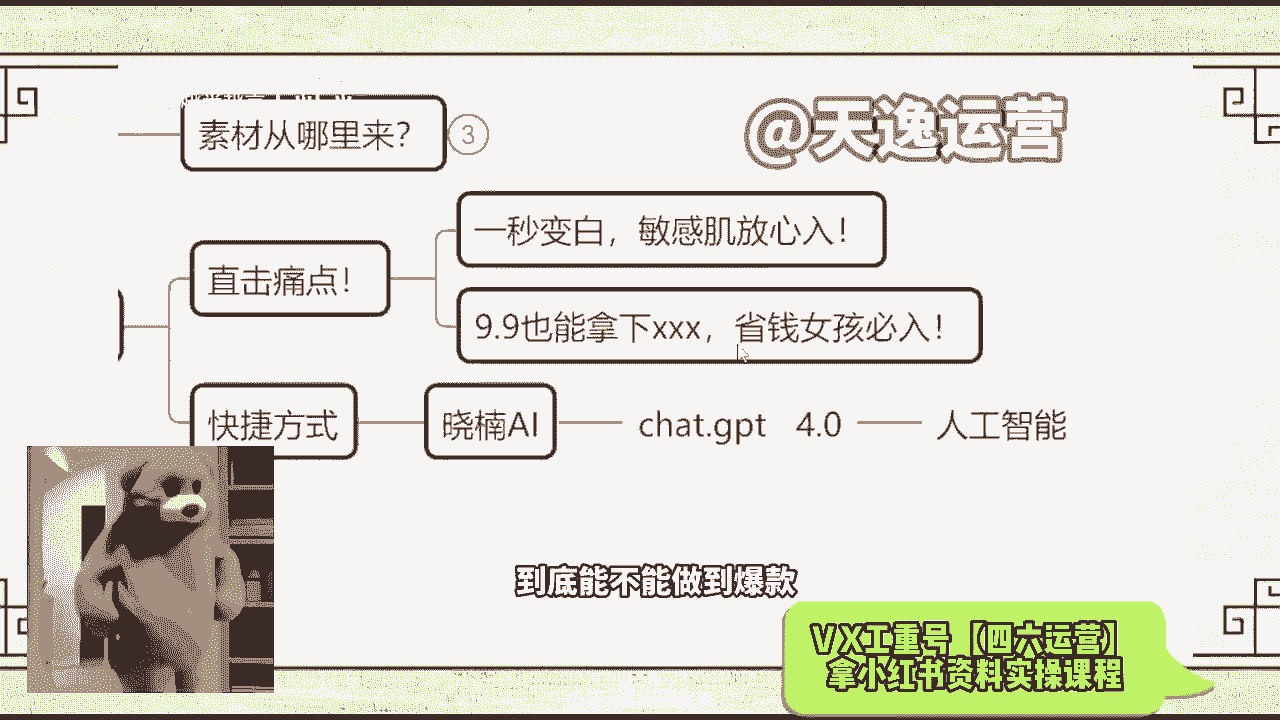 素材从哪里来？
3
@天逸运营
一秒变白，敏感肌放心入！
直击痛点！
9.9也能拿下xxx，省钱女孩必入！
快捷方式
晓楠AI
chat.gpt 4.0
人工智能
到底能不能做到爆款
VX工重号【四六运营】
拿小红书资料实操课程